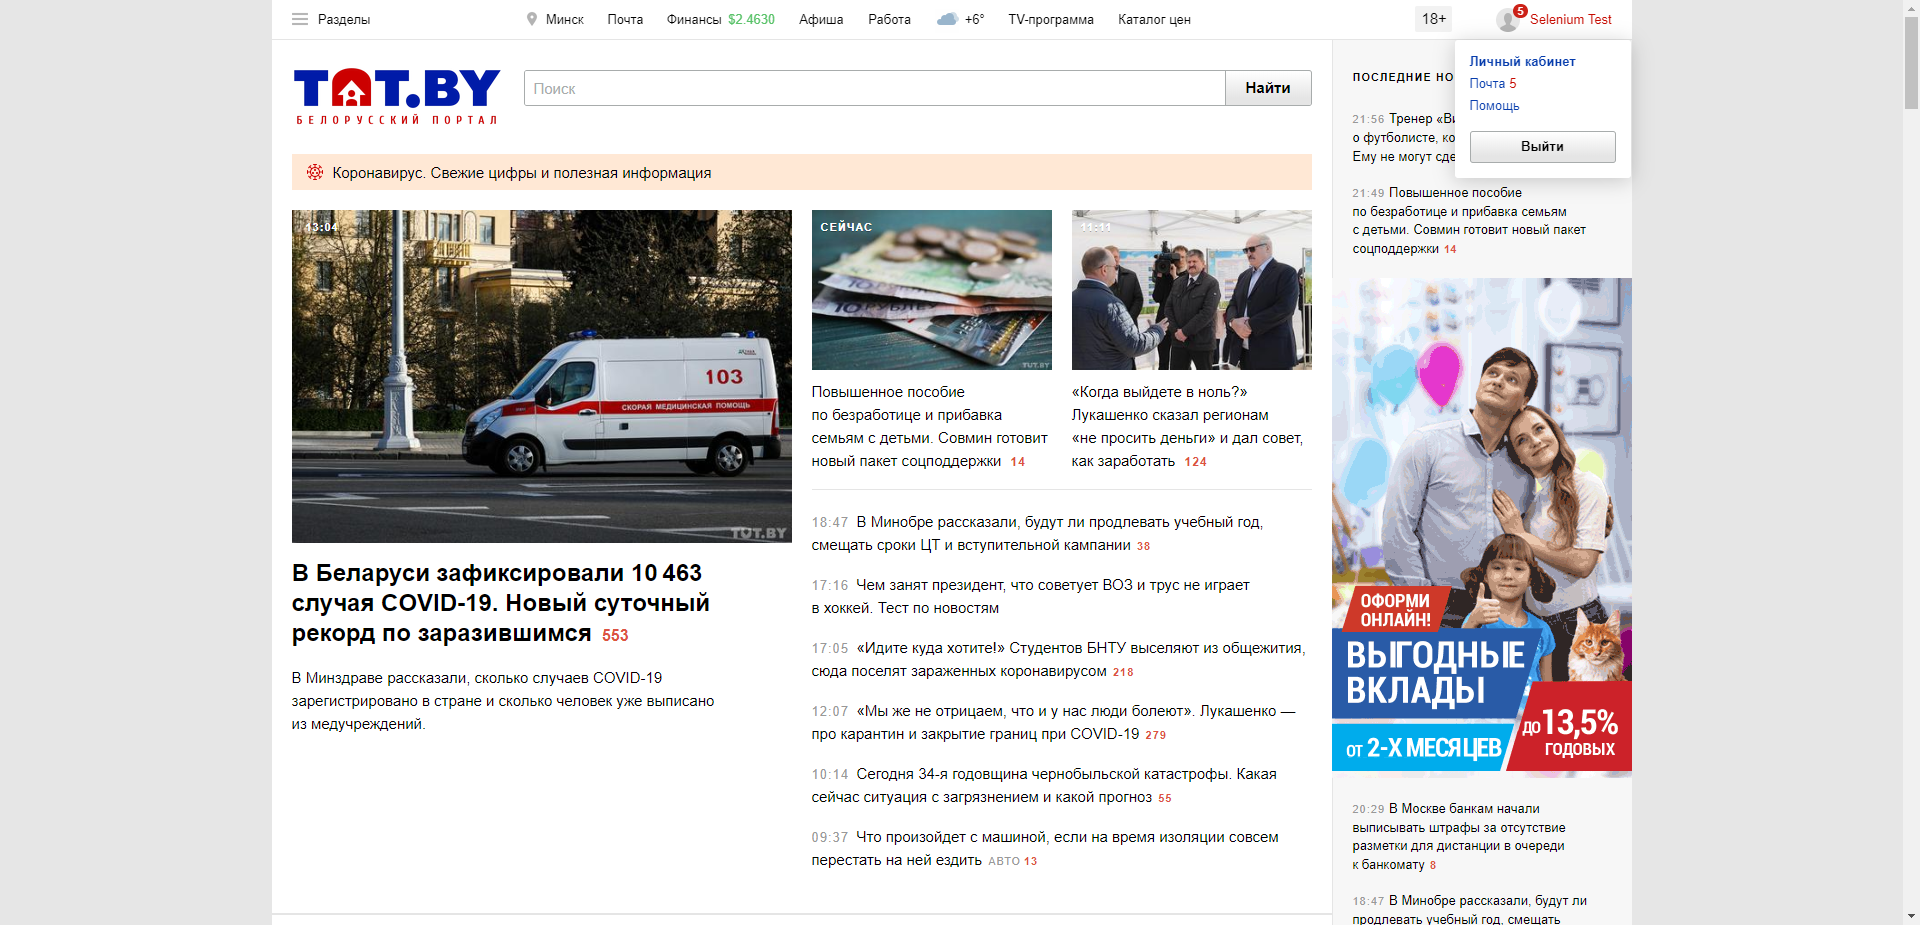 Разделы
Минск
Почта
Финансы $2.4630
Афиша
Работа
+6°
TV-программа
Каталог цен
18+
5
Selenium Test
TUT.BY
БЕЛОРУССКИЙ ПОРТАЛ
Поиск
Найти
Личный кабинет
Почта 5
Помощь
Выйти
Коронавирус. Свежие цифры и полезная информация
13:04
103
СКОРАЯ МЕДИЦИНСКАЯ ПОМОЩЬ
TUT.BY
В Беларуси зафиксировали 10 463
случая COVID-19. Новый суточный
рекорд по заразившимся 553
В Минздраве рассказали, сколько случаев COVID-19
зарегистрировано в стране и сколько человек уже выписано
из медучреждений.
СЕЙЧАС
TUT.BY
Повышенное пособие
по безработице и прибавка
семьям с детьми. Совмин готовит
новый пакет соцподдержки 14
11:11
«Когда выйдете в ноль?»
Лукашенко сказал регионам
«не просить деньги» и дал совет,
как заработать 124
18:47 В Минобре рассказали, будут ли продлевать учебный год,
смещать сроки ЦТ и вступительной кампании 38
17:16 Чем занят президент, что советует ВОЗ и трус не играет
в хоккей. Тест по новостям
17:05 «Идите куда хотите!» Студентов БНТУ выселяют из общежития,
сюда поселят зараженных коронавирусом 218
12:07 «Мы же не отрицаем, что и у нас люди болеют». Лукашенко —
про карантин и закрытие границ при COVID-19 279
10:14 Сегодня 34-я годовщина чернобыльской катастрофы. Какая
сейчас ситуация с загрязнением и какой прогноз 55
09:37 Что произойдет с машиной, если на время изоляции совсем
перестать на ней ездить АВТО 13
ПОСЛЕДНИЕ НО
21:56 Тренер «Ви
о футболисте, ко
Ему не могут сде
21:49 Повышенное пособие
по безработице и прибавка семьям
с детьми. Совмин готовит новый пакет
соцподдержки 14
ОФОРМИ
ОНЛАЙН!
ВЫГОДНЫЕ
ВКЛАДЫ
ДО 13,5%
ГОДОВЫХ
ОТ 2-Х МЕСЯЦЕВ
20:29 В Москве банкам начали
выписывать штрафы за отсутствие
разметки для дистанции в очереди
к банкомату 8
18:47 В Минобре рассказали, будут ли
продлевать учебный год, смещать